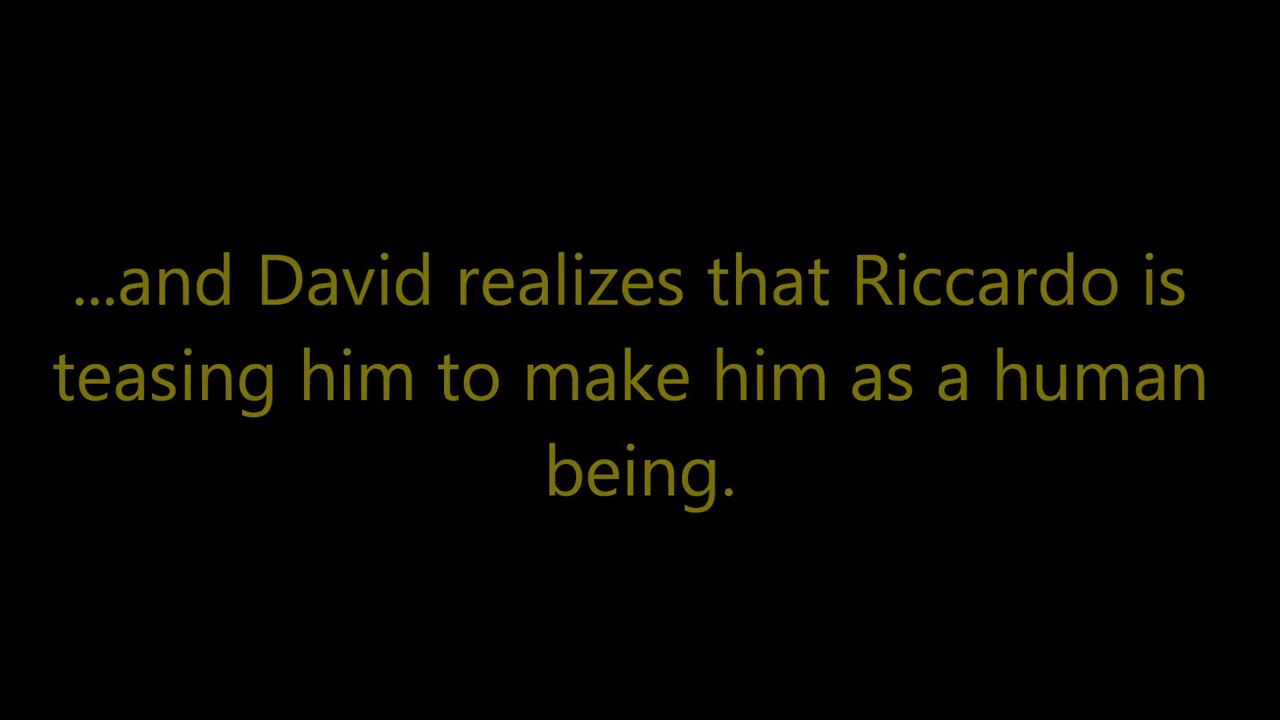 ...and David realizes that Riccardo is
teasing him to make him as a human
being.